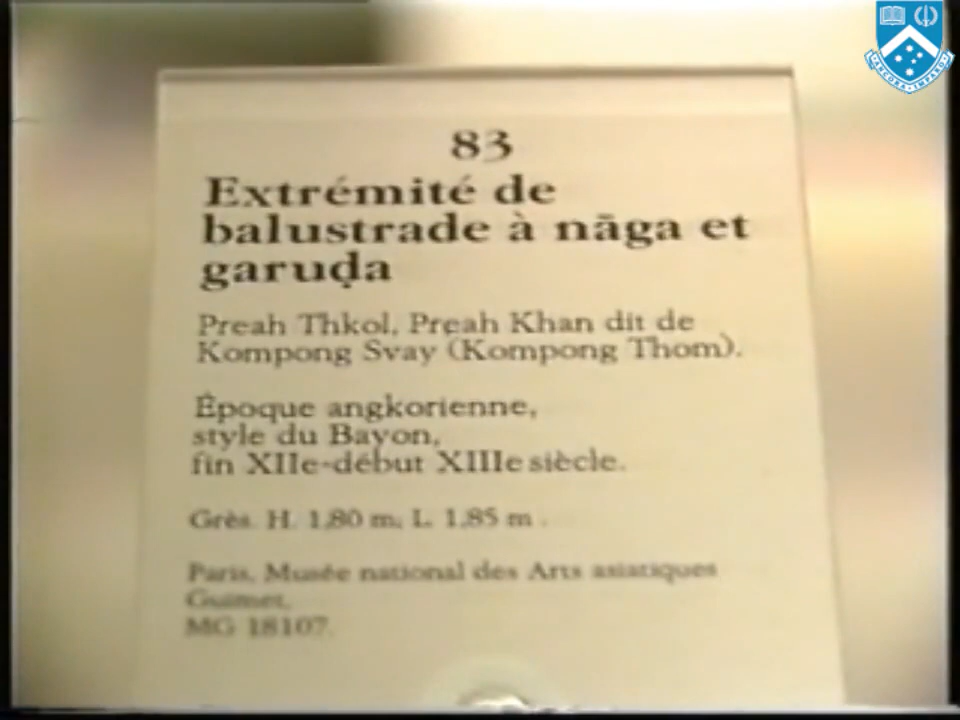 83
Extrémité de
balustrade à nāga et
garuḍa
Preah Thkol, Preah Khan dit de
Kompong Svay (Kompong Thom).
Époque angkorienne,
style du Bayon,
fin XIIe-début XIIIe siècle.
Grès. H. 1,80 m; L. 1,85 m.
Paris, Musée national des Arts asiatiques
Guimet,
MG 18107.
ANCORA IMPARO